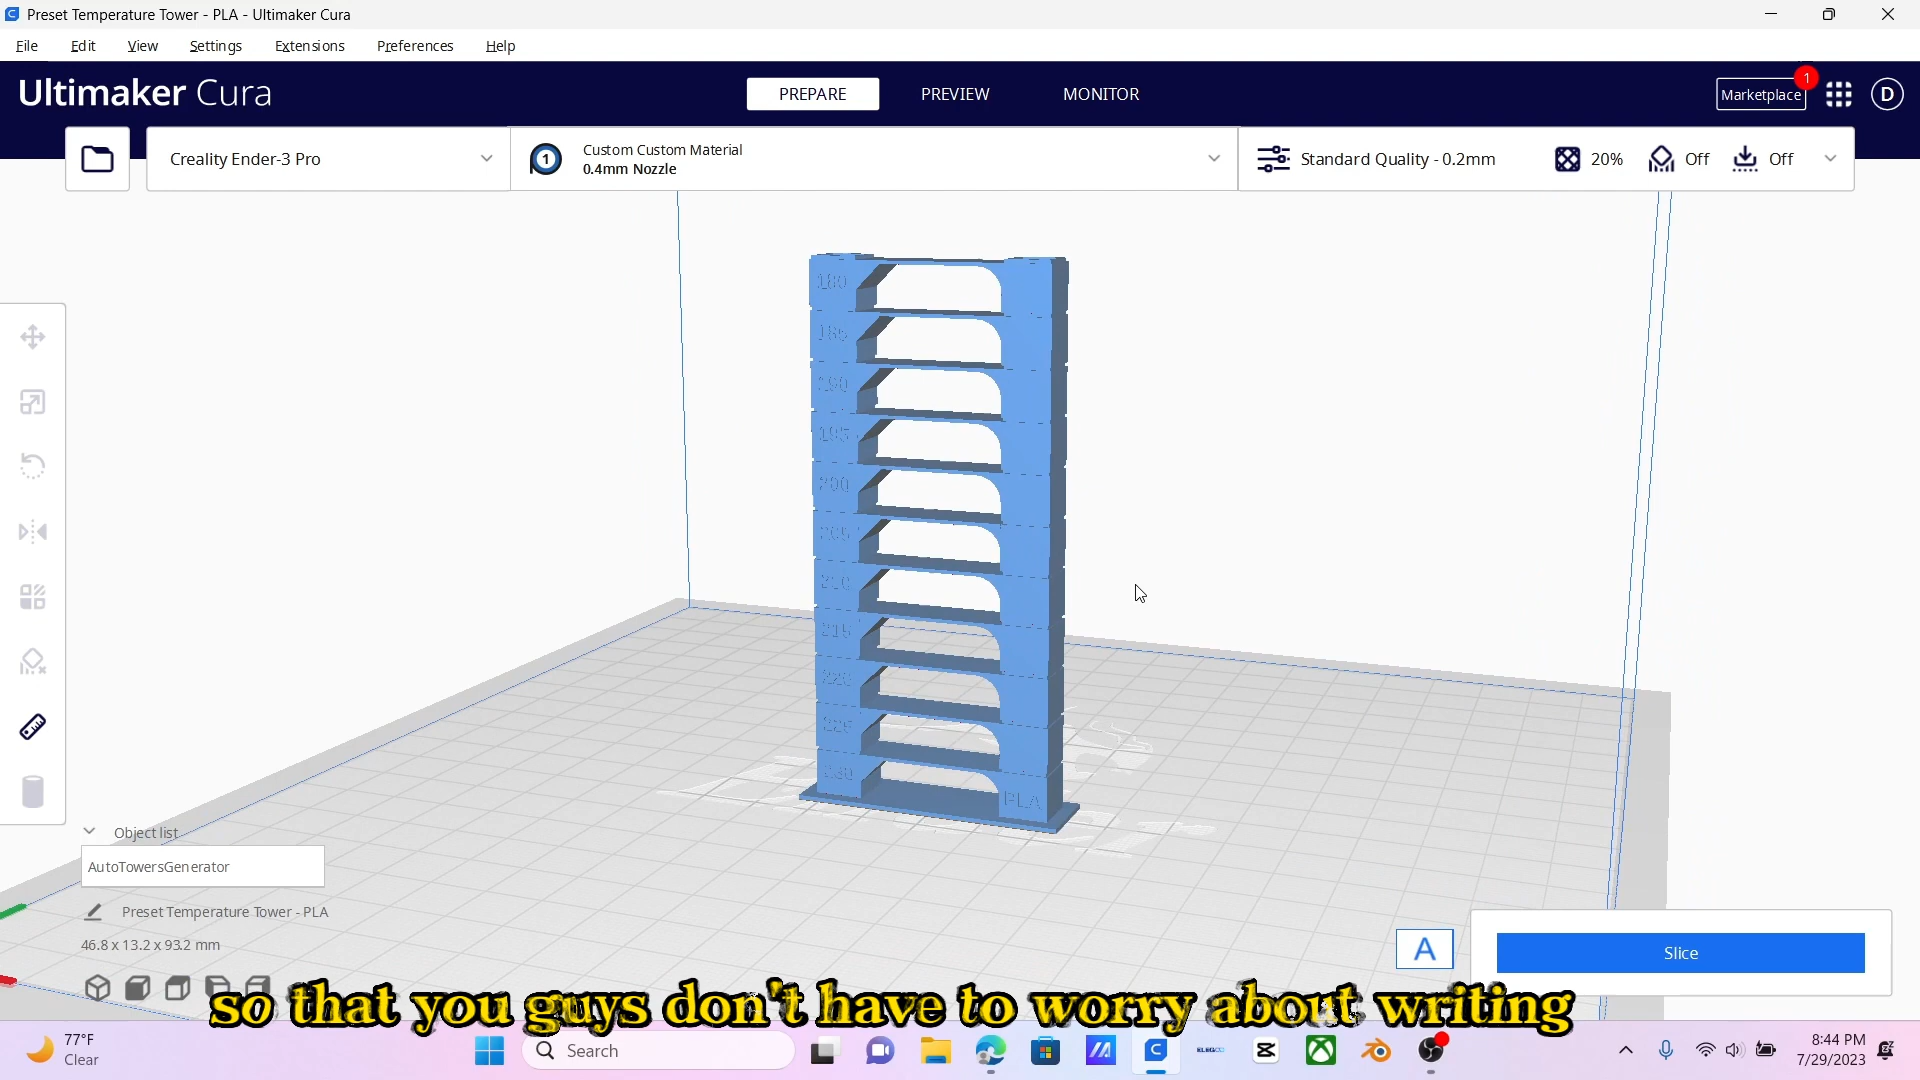 Preset Temperature Tower - PLA - Ultimaker Cura
File Edit View Settings Extensions Preferences Help
Ultimaker Cura
PREPARE PREVIEW MONITOR
Marketplace 1
D
Creality Ender-3 Pro
1
Custom Custom Material
0.4mm Nozzle
Standard Quality - 0.2mm 20% Off Off
180
185
190
195
200
205
210
215
220
225
230
PLA
Object list
AutoTowersGenerator
Preset Temperature Tower - PLA
46.8 x 13.2 x 93.2 mm
A
Slice
so that you guys don't have to worry about writing
77°F
Clear
Search
ELEGOO
8:44 PM
7/29/2023